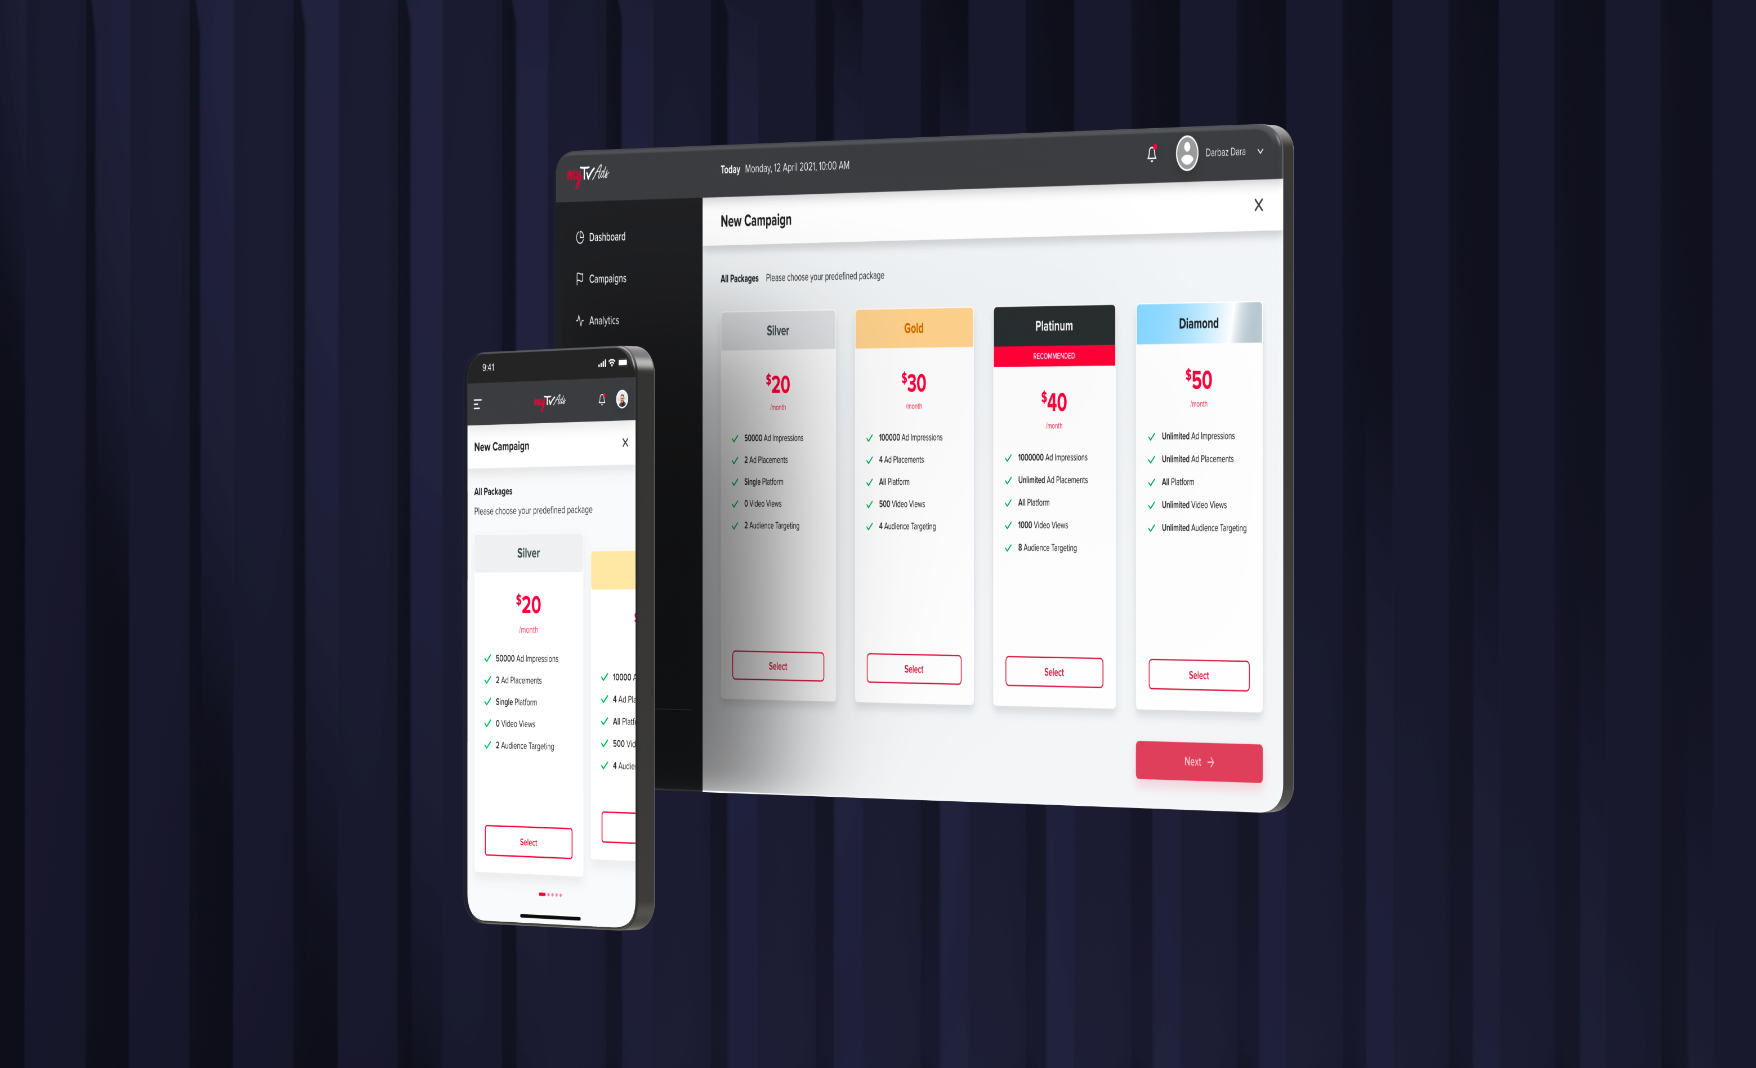 myTVAds
Today Monday, 12 April 2021, 10:00 AM
Darbaz Dara
Dashboard
Campaigns
Analytics
New Campaign
X
All Packages Please choose your predefined package
Silver
$20
/month
50000 Ad Impressions
2 Ad Placements
Single Platform
0 Video Views
2 Audience Targeting
Select
Gold
$30
/month
100000 Ad Impressions
4 Ad Placements
All Platform
500 Video Views
4 Audience Targeting
Select
Platinum
RECOMMENDED
$40
/month
1000000 Ad Impressions
Unlimited Ad Placements
All Platform
1000 Video Views
8 Audience Targeting
Select
Diamond
$50
/month
Unlimited Ad Impressions
Unlimited Ad Placements
All Platform
Unlimited Video Views
Unlimited Audience Targeting
Select
Next →
9:41
myTVAds
New Campaign
X
All Packages
Please choose your predefined package
Silver
$20
/month
50000 Ad Impressions
2 Ad Placements
Single Platform
0 Video Views
2 Audience Targeting
Select
10000 A
4 Ad Pla
All Platf
500 Vid
4 Audie